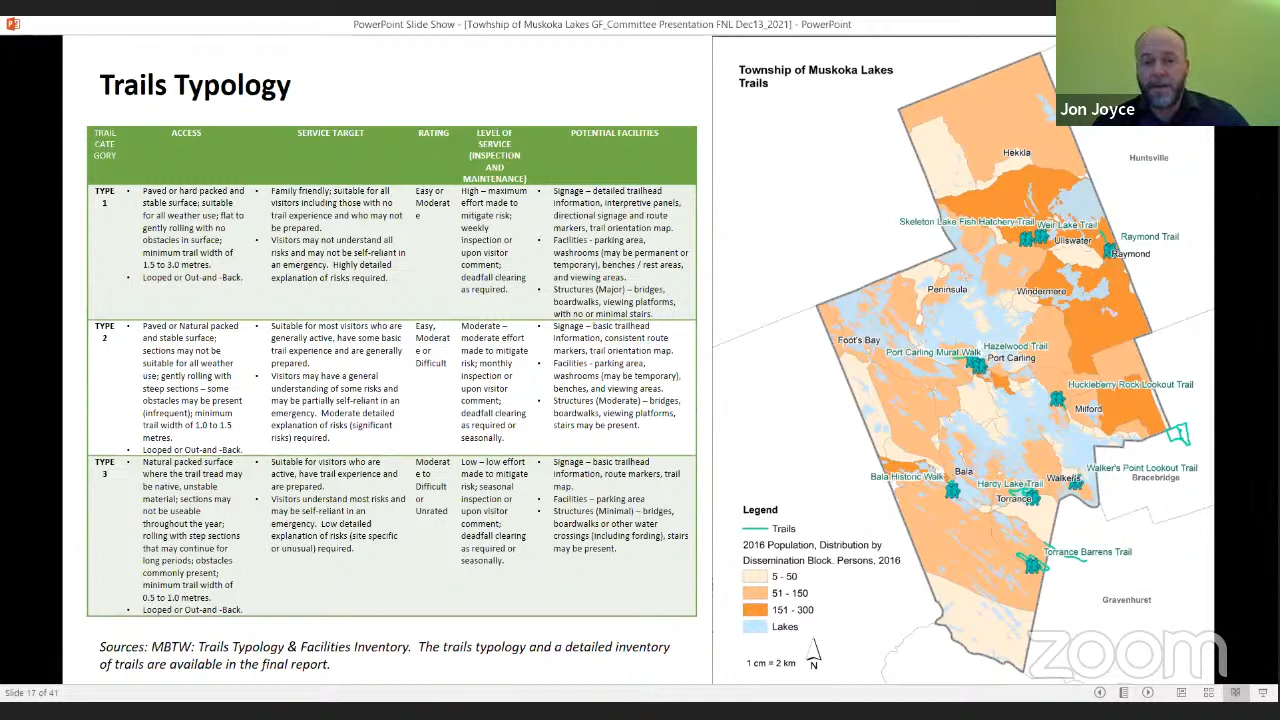 PowerPoint Slide Show - [Towhship of Muskoka Lakes GF_Committee Presentation FNL Dec13_2021] - PowerPoint
Trails Typology
TRAIL
CATE
GORY
ACCESS
SERVICE TARGET
RATING
LEVEL OF
SERVICE
(INSPECTION
AND
MAINTENANCE)
POTENTIAL FACILITIES
TYPE
1
• Paved or hard packed and
stable surface; suitable
for all weather use; flat to
gently rolling with no
obstacles in surface;
minimum trail width of
1.5 to 3.0 metres.
• Looped or Out-and -Back.
• Family friendly; suitable for all
visitors including those with no
trail experience and who may not
be prepared.
• Visitors may not understand all
risks and may not be self-reliant in
an emergency. Highly detailed
explanation of risks required.
Easy or
Moderat
e
High – maximum
effort made to
mitigate risk;
weekly
inspection or
upon visitor
comment;
deadfall clearing
as required.
• Signage – detailed trailhead
information, interpretive panels,
directional signage and route
markers, trail orientation map.
• Facilities - parking area,
washrooms (may be permanent or
temporary), benches / rest areas,
and viewing areas.
• Structures (Major) – bridges,
boardwalks, viewing platforms,
with no or minimal stairs.
TYPE
2
• Paved or Natural packed
and stable surface;
sections may not be
suitable for all weather
use; gently rolling with
steep sections – some
obstacles may be present
(infrequent); minimum
trail width of 1.0 to 1.5
metres.
• Looped or Out-and -Back.
• Suitable for most visitors who are
generally active, have some basic
trail experience and are generally
prepared.
• Visitors may have a general
understanding of some risks and
may be partially self-reliant in an
emergency. Moderate detailed
explanation of risks (significant
risks) required.
Easy,
Moderat
e or
Difficult
Moderate –
moderate effort
made to mitigate
risk; monthly
inspection or
upon visitor
comment;
deadfall clearing
as required or
seasonally.
• Signage – basic trailhead
information, consistent route
markers, trail orientation map.
• Facilities - parking area,
washrooms (may be temporary),
benches, and viewing areas.
• Structures (Moderate) – bridges,
boardwalks, viewing platforms,
stairs may be present.
TYPE
3
• Natural packed surface
where the trail tread may
be native, unstable
material; sections may
not be useable
throughout the year;
rolling with step sections
that may continue for
long periods; obstacles
commonly present;
minimum trail width of
0.5 to 1.0 metres.
• Looped or Out-and -Back.
• Suitable for visitors who are
active, have trail experience and
are prepared.
• Visitors understand most risks and
may be self-reliant in an
emergency. Low detailed
explanation of risks (site specific
or unusual) required.
Moderat
e
Difficult
or
Unrated
Low – low effort
made to mitigate
risk; seasonal
inspection or
upon visitor
comment;
deadfall clearing
as required or
seasonally.
• Signage – basic trailhead
information, route markers, trail
map.
• Facilities – parking area
• Structures (Minimal) – bridges,
boardwalks or other water
crossings (including fording), stairs
may be present.
Sources: MBTW: Trails Typology & Facilities Inventory. The trails typology and a detailed inventory
of trails are available in the final report.
Township of Muskoka Lakes
Trails
Jon Joyce
Hekkla
Huntsville
Skeleton Lake Fish Hatchery Trail
Weir Lake Trail
Ullswater
Raymond Trail
Raymond
Peninsula
Windermere
Foot's Bay
Port Carling Mural Walk
Hazelwood Trail
Port Carling
Huckleberry Rock Lookout Trail
Milford
Bala
Bala Historic Walk
Hardy Lake Trail
Torrance
Walker's
Walker's Point Lookout Trail
Bracebridge
Torrance Barrens Trail
Gravenhurst
Legend
Trails
2016 Population, Distribution by
Dissemination Block. Persons, 2016
5 - 50
51 - 150
151 - 300
Lakes
1 cm = 2 km
N
zoom
Slide 17 of 41